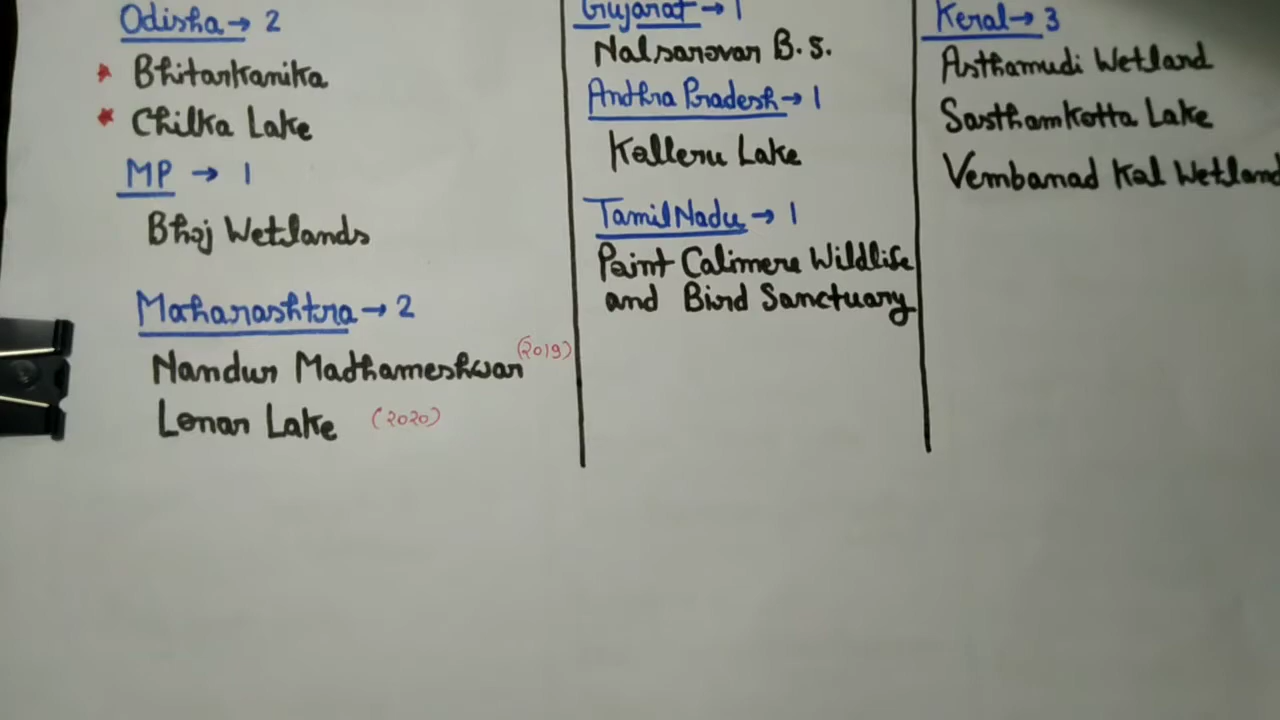 Odisha → 2
Bhitarkanika
Chilka Lake
MP → 1
Bhoj Wetlands
Maharashtra → 2
Nandur Madhameshwar (2019)
Lonar Lake (2020)
Gujarat → 1
Nalsarovar B.S.
Andhra Pradesh → 1
Kolleru Lake
Tamil Nadu → 1
Point Calimere Wildlife
and Bird Sanctuary
Keral → 3
Asthamudi Wetland
Sasthamkotta Lake
Vembanad Kol Wetland